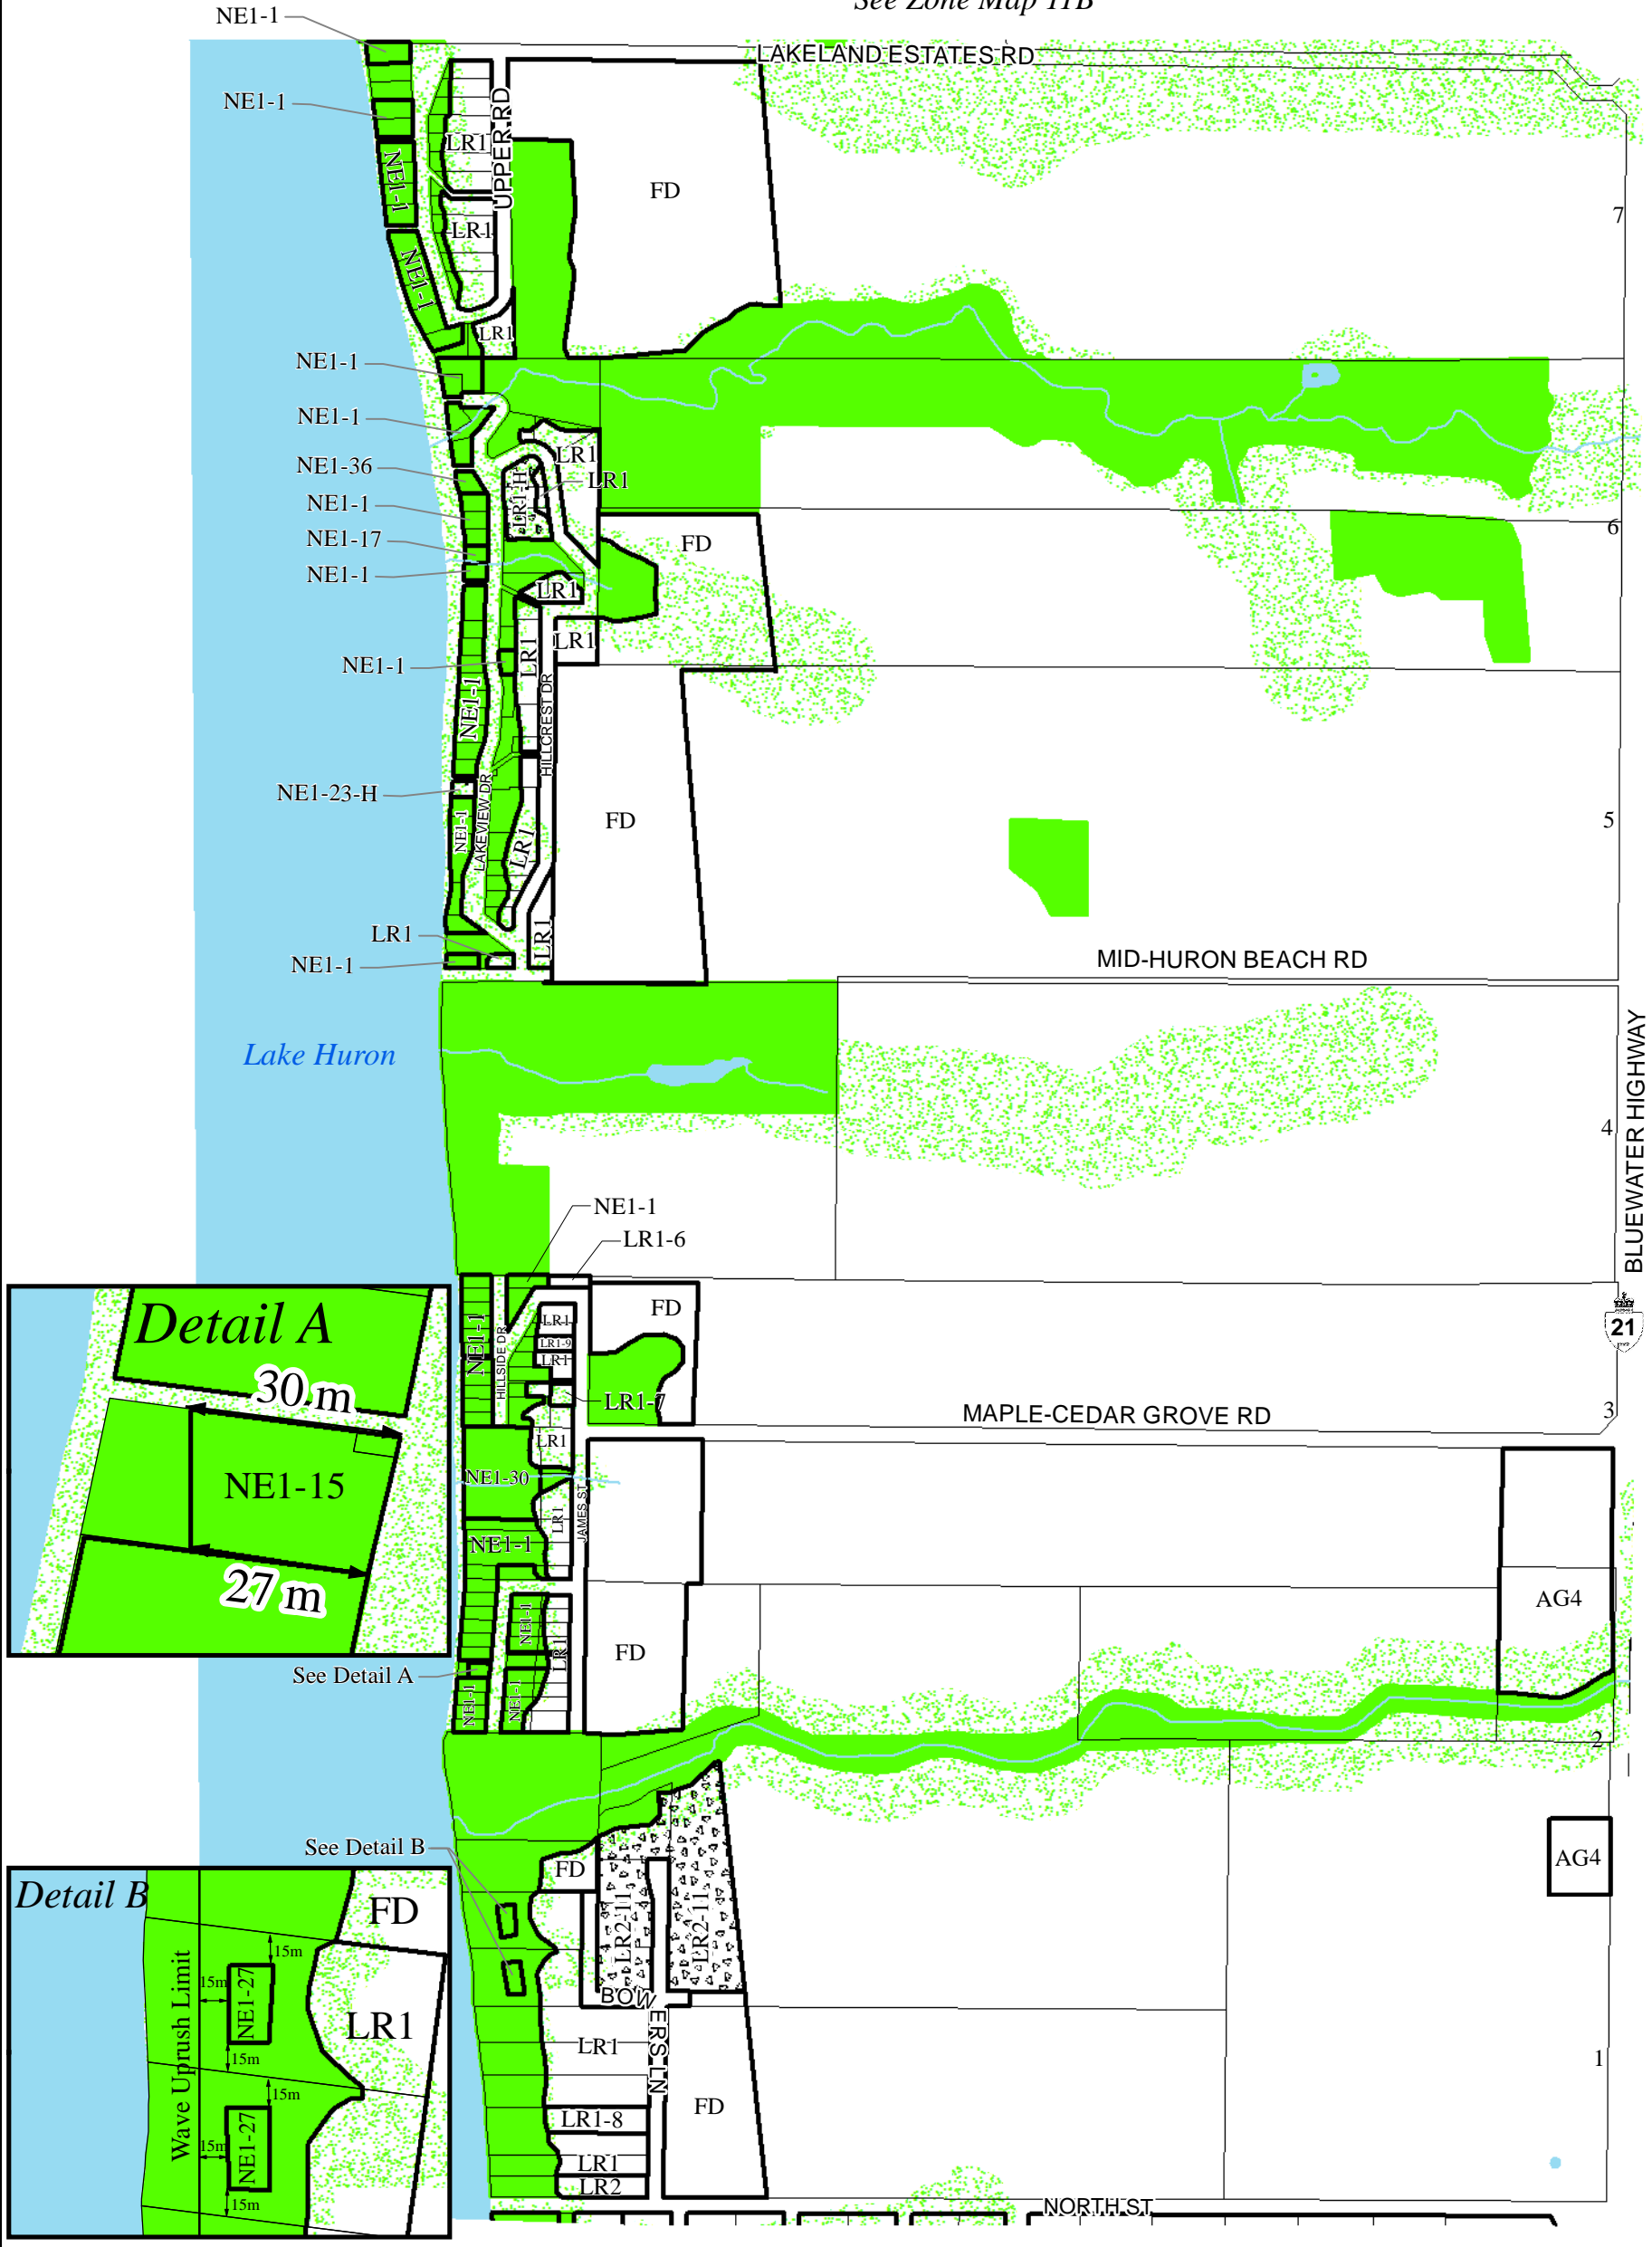 See Zone Map 11B
NE1-1
LAKELAND ESTATES RD
NE1-1
UPPER RD
LR1
NE1-1
FD
7
LR1
NE1-1
LR1
NE1-1
NE1-1
LR1
NE1-36
LR1
LR1-H
NE1-1
6
NE1-17
FD
NE1-1
LR1
LR1
LR1
NE1-1
NE1-1
HILLCREST DR
NE1-23-H
LAKEVIEW DR
NE1-1
LR1
FD
5
LR1
LR1
NE1-1
MID-HURON BEACH RD
Lake Huron
BLUEWATER HIGHWAY
4
NE1-1
LR1-6
FD
21
Detail A
30 m
NE1-15
27 m
NE1-1
HILLSIDE DR
LR1
LR1-9
LR1
LR1-7
MAPLE-CEDAR GROVE RD
3
LR1
NE1-30
LR1
JAMES ST
NE1-1
NE1-1
LR1
FD
AG4
See Detail A
NE1-1
NE1-1
2
See Detail B
FD
AG4
LR2-11
LR2-11
Detail B
FD
15m
Wave Uprush Limit
15m
NE1-27
LR1
15m
15m
NE1-27
15m
15m
BOWERS LN
LR1
1
FD
LR1-8
LR1
LR2
NORTH ST